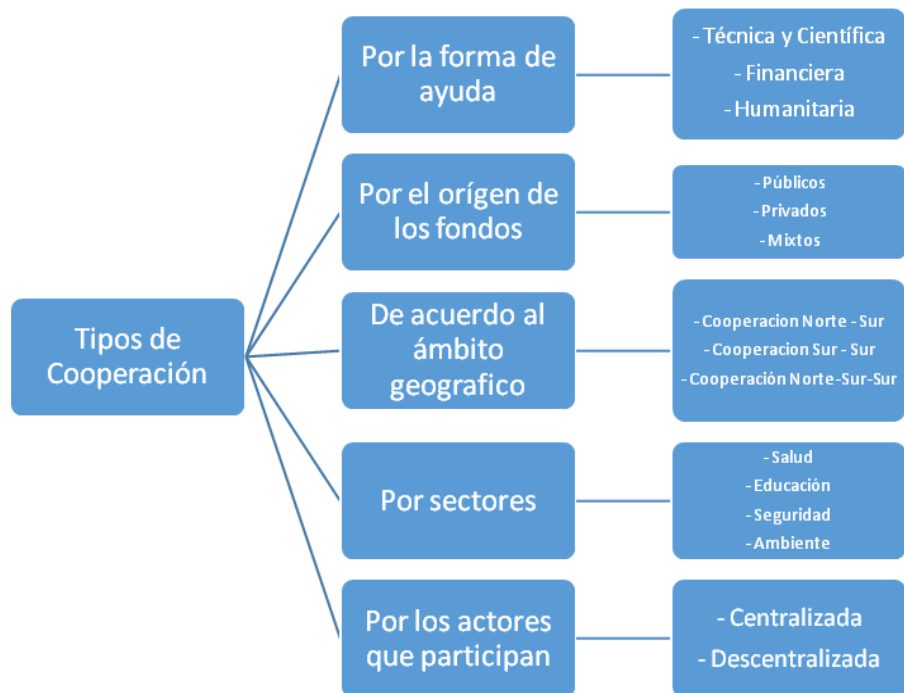 Tipos de
Cooperación
Por la forma de
ayuda
- Técnica y Científica
- Financiera
- Humanitaria
Por el orígen de
los fondos
- Públicos
- Privados
- Mixtos
De acuerdo al
ámbito
geografico
- Cooperacion Norte - Sur
- Cooperacion Sur - Sur
- Cooperación Norte-Sur-Sur
Por sectores
- Salud
- Educación
- Seguridad
- Ambiente
Por los actores
que participan
- Centralizada
- Descentralizada